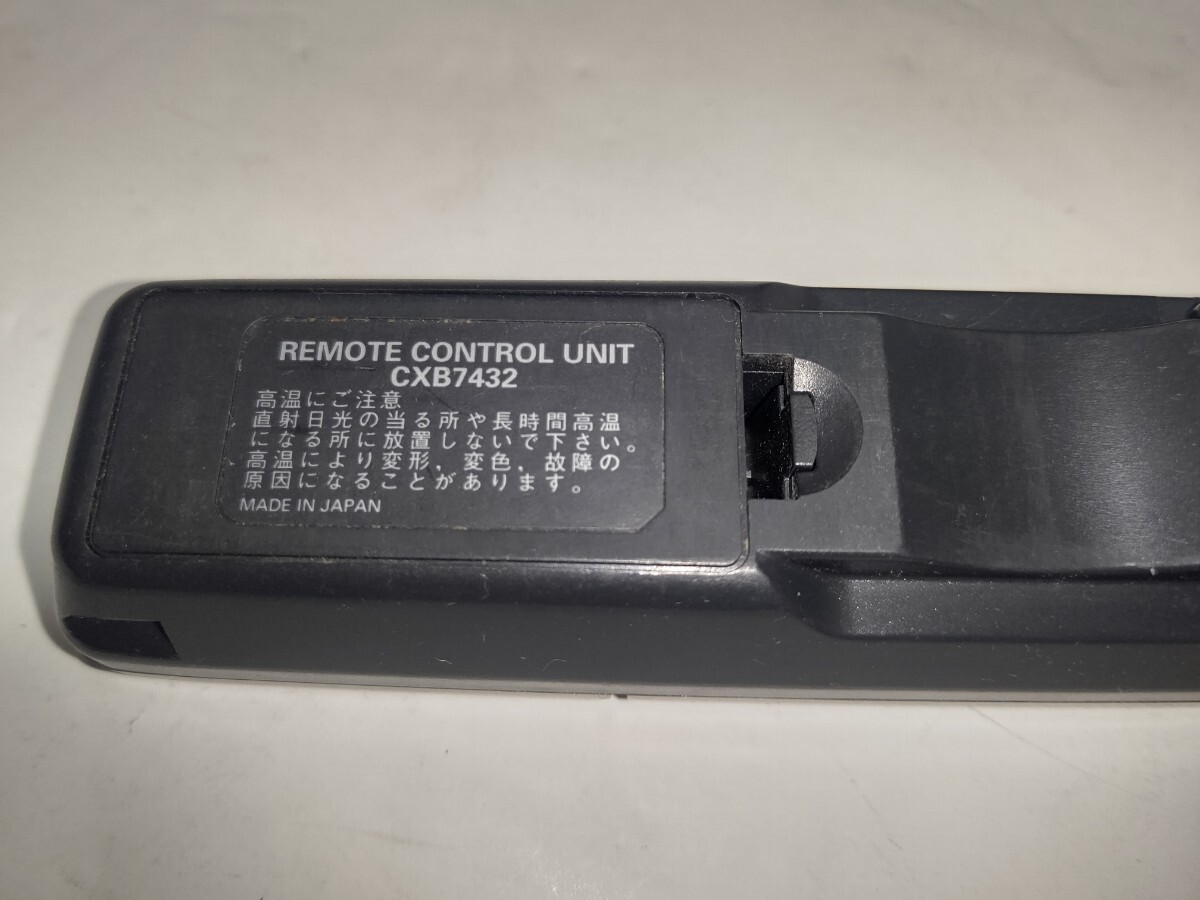 REMOTE CONTROL UNIT
CXB7432
高温にご注意
直射日光の当る所や長時間高温
になる所に放置しないで下さい。
高温により変形、変色、故障の
原因になることがあります。
MADE IN JAPAN